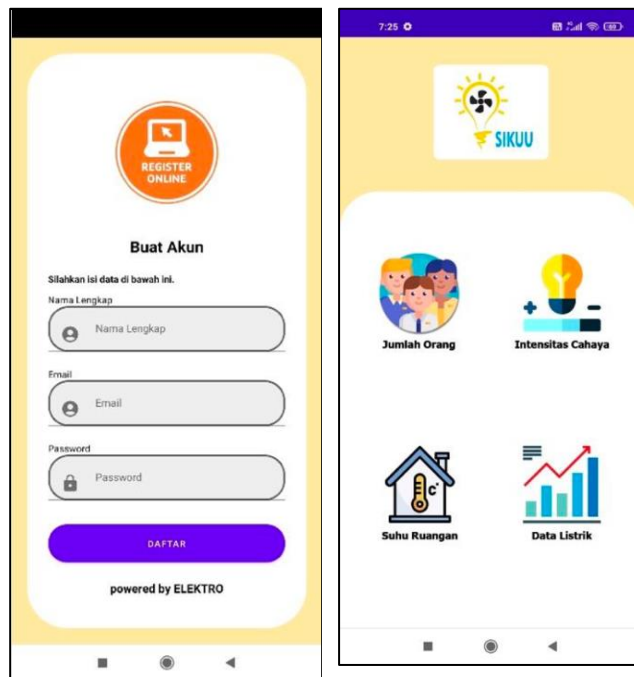 REGISTER
ONLINE
Buat Akun
Silahkan isi data di bawah ini.
Nama Lengkap
Nama Lengkap
Email
Email
Password
Password
DAFTAR
powered by ELEKTRO
7:25
SIKUU
Jumlah Orang
Intensitas Cahaya
C°
Suhu Ruangan
Data Listrik